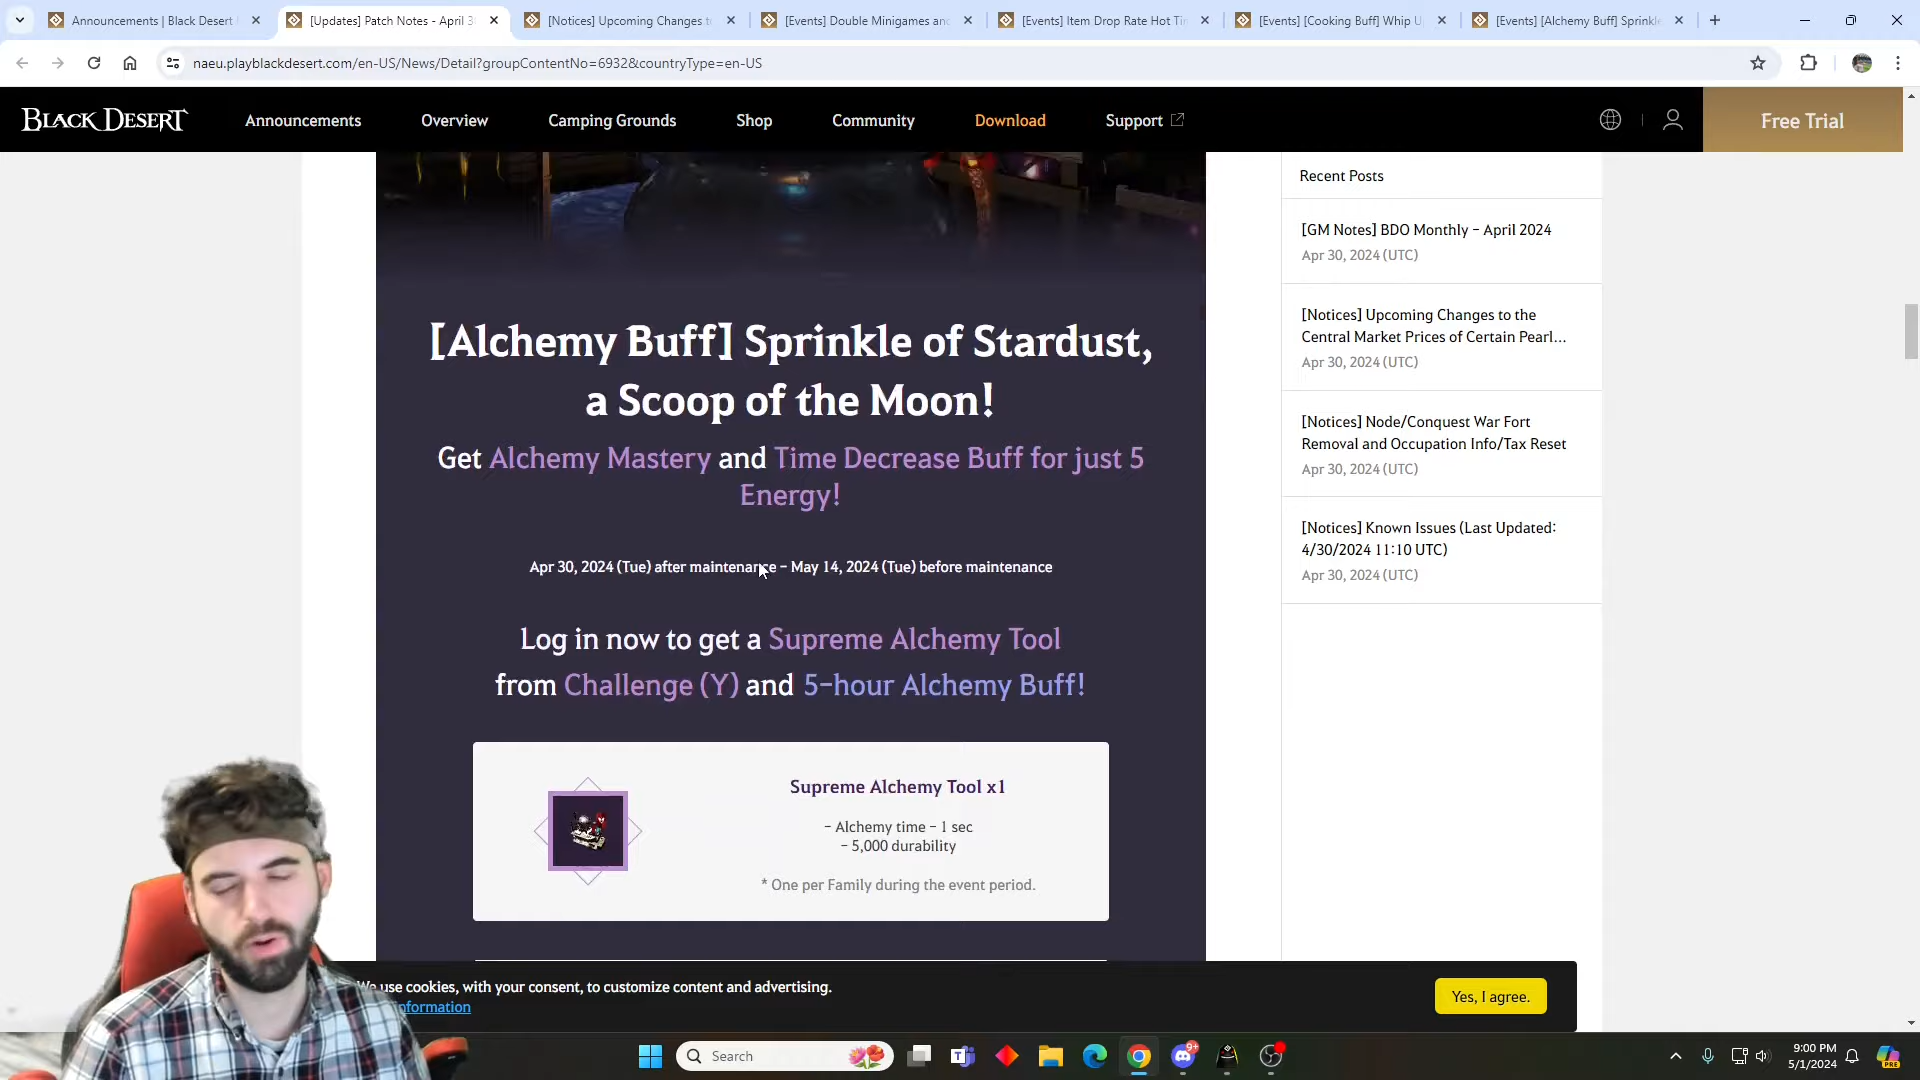 Announcements | Black Desert
[Updates] Patch Notes - April 3
[Notices] Upcoming Changes t
[Events] Double Minigames an
[Events] Item Drop Rate Hot Ti
[Events] [Cooking Buff] Whip U
[Events] [Alchemy Buff] Sprinkle
naeu.playblackdesert.com/en-US/News/Detail?groupContentNo=6932&countryType=en-US
BLACK DESERT
Announcements
Overview
Camping Grounds
Shop
Community
Download
Support
Free Trial
[Alchemy Buff] Sprinkle of Stardust,
a Scoop of the Moon!
Get Alchemy Mastery and Time Decrease Buff for just 5
Energy!
Apr 30, 2024 (Tue) after maintenance – May 14, 2024 (Tue) before maintenance
Log in now to get a Supreme Alchemy Tool
from Challenge (Y) and 5-hour Alchemy Buff!
Supreme Alchemy Tool x1
- Alchemy time - 1 sec
- 5,000 durability
* One per Family during the event period.
Recent Posts
[GM Notes] BDO Monthly - April 2024
Apr 30, 2024 (UTC)
[Notices] Upcoming Changes to the
Central Market Prices of Certain Pearl...
Apr 30, 2024 (UTC)
[Notices] Node/Conquest War Fort
Removal and Occupation Info/Tax Reset
Apr 30, 2024 (UTC)
[Notices] Known Issues (Last Updated:
4/30/2024 11:10 UTC)
Apr 30, 2024 (UTC)
We use cookies, with your consent, to customize content and advertising.
nformation
Yes, I agree.
Search
9+
9:00 PM
5/1/2024
PRE